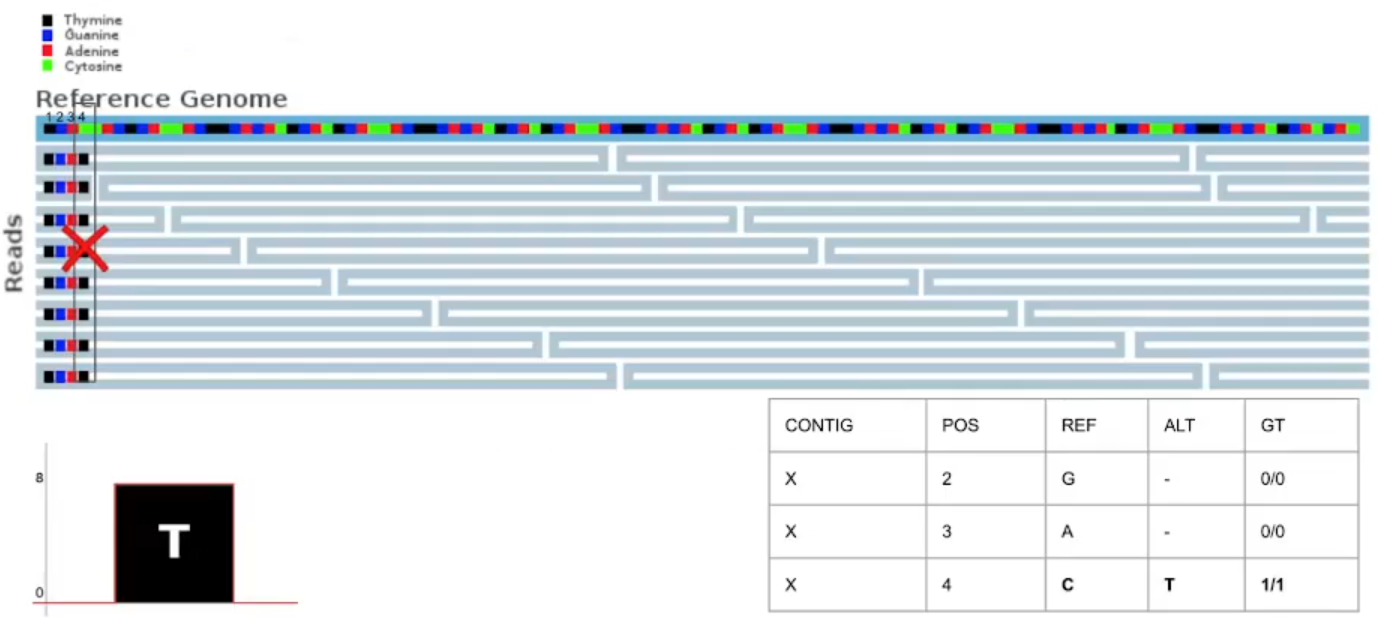 Thymine
Guanine
Adenine
Cytosine
Reference Genome
1 2 3 4
Reads
8
T
0
CONTIG POS REF ALT GT
X 2 G - 0/0
X 3 A - 0/0
X 4 C T 1/1